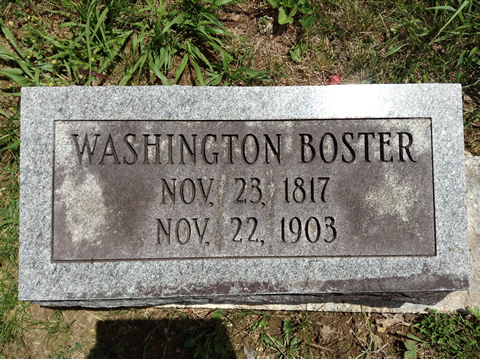 WASHINGTON BOSTER
NOV. 23, 1817
NOV. 22, 1903